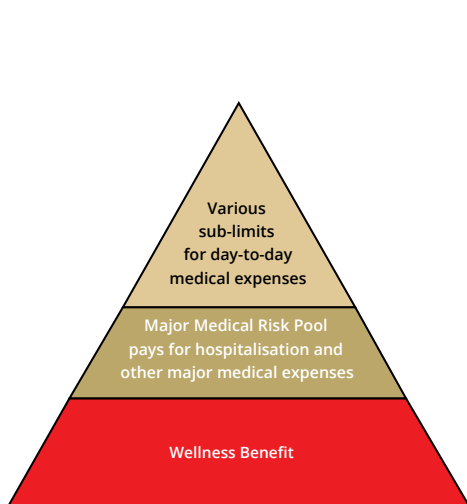 Various
sub-limits
for day-to-day
medical expenses
Major Medical Risk Pool
pays for hospitalisation and
other major medical expenses
Wellness Benefit